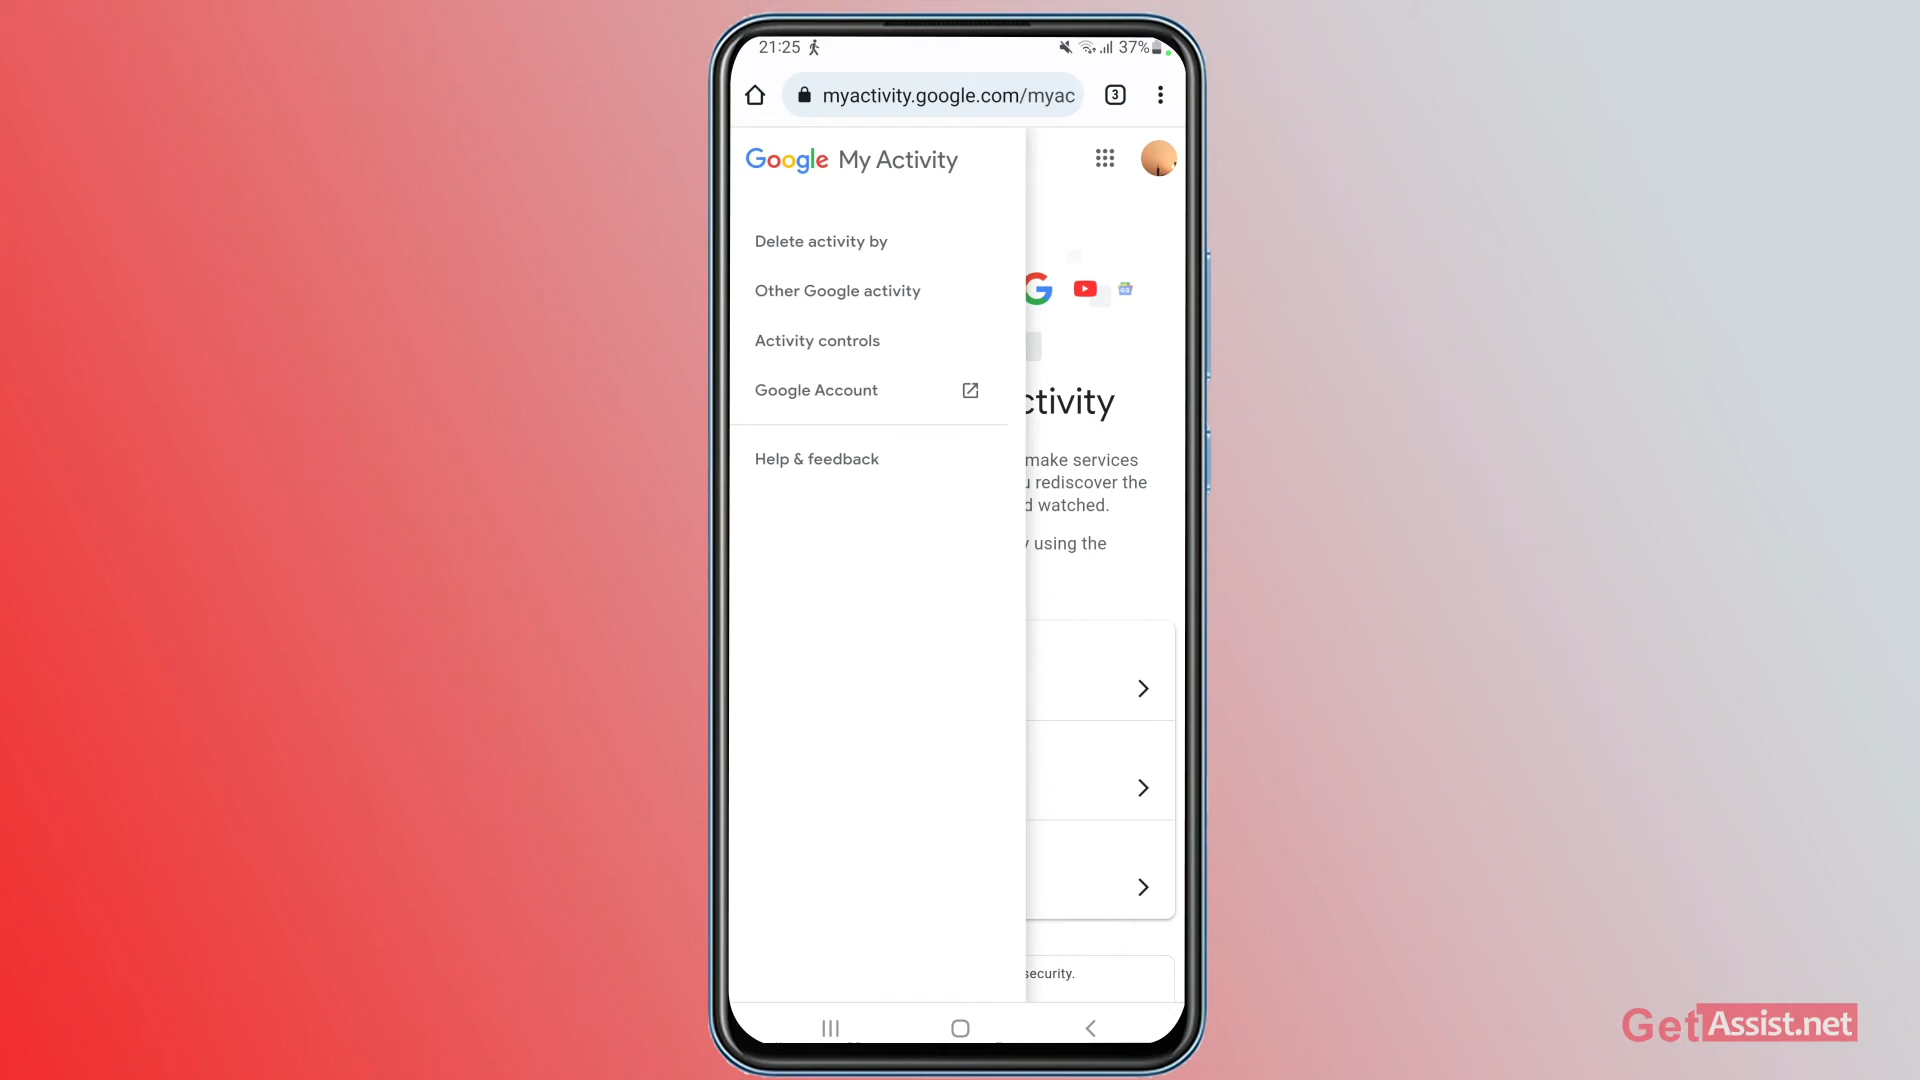 21:25
37%
myactivity.google.com/myac
3
Google My Activity
Delete activity by
Other Google activity
Activity controls
Google Account
Help & feedback
G
ctivity
make services
u rediscover the
d watched.
y using the
security.
GetAssist.net